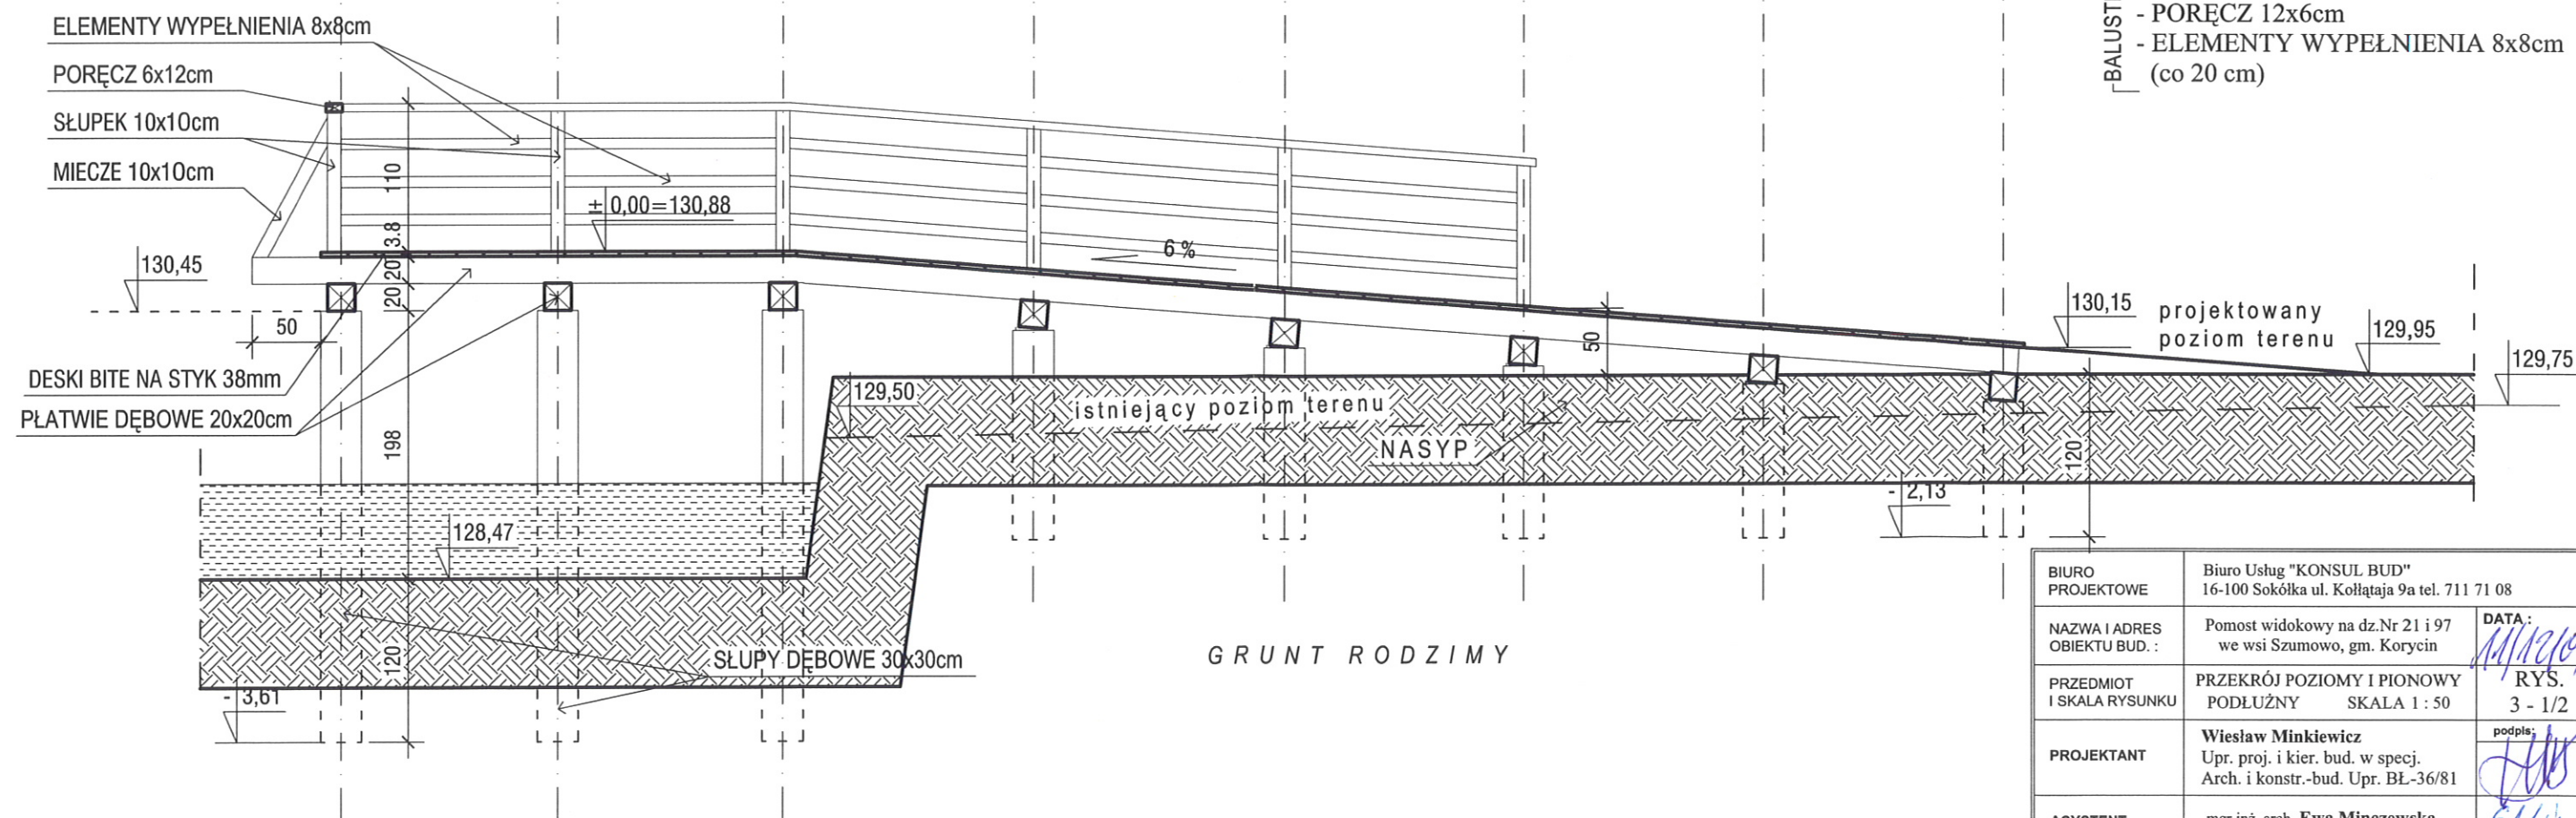 ELEMENTY WYPEŁNIENIA 8x8cm
PORĘCZ 6x12cm
SŁUPEK 10x10cm
MIECZE 10x10cm
- PORĘCZ 12x6cm
- ELEMENTY WYPEŁNIENIA 8x8cm
(co 20 cm)
110
3.8
20
20
198
120
± 0,00=130,88
6 %
130,45
50
DESKI BITE NA STYK 38mm
PŁATWIE DĘBOWE 20x20cm
50
130,15
projektowany
poziom terenu
129,95
129,75
129,50
istniejący poziom terenu
NASYP
128,47
- 2,13
120
SŁUPY DĘBOWE 30x30cm
- 3,61
GRUNT RODZIMY
BIURO
PROJEKTOWE
Biuro Usług "KONSUL BUD"
16-100 Sokółka ul. Kołłątaja 9a tel. 711 71 08
NAZWA I ADRES
OBIEKTU BUD. :
Pomost widokowy na dz.Nr 21 i 97
we wsi Szumowo, gm. Korycin
DATA :
PRZEDMIOT
I SKALA RYSUNKU
PRZEKRÓJ POZIOMY I PIONOWY
PODŁUŻNY SKALA 1 : 50
RYS.
3 - 1/2
PROJEKTANT
Wiesław Minkiewicz
Upr. proj. i kier. bud. w specj.
Arch. i konstr.-bud. Upr. BŁ-36/81
podpis: